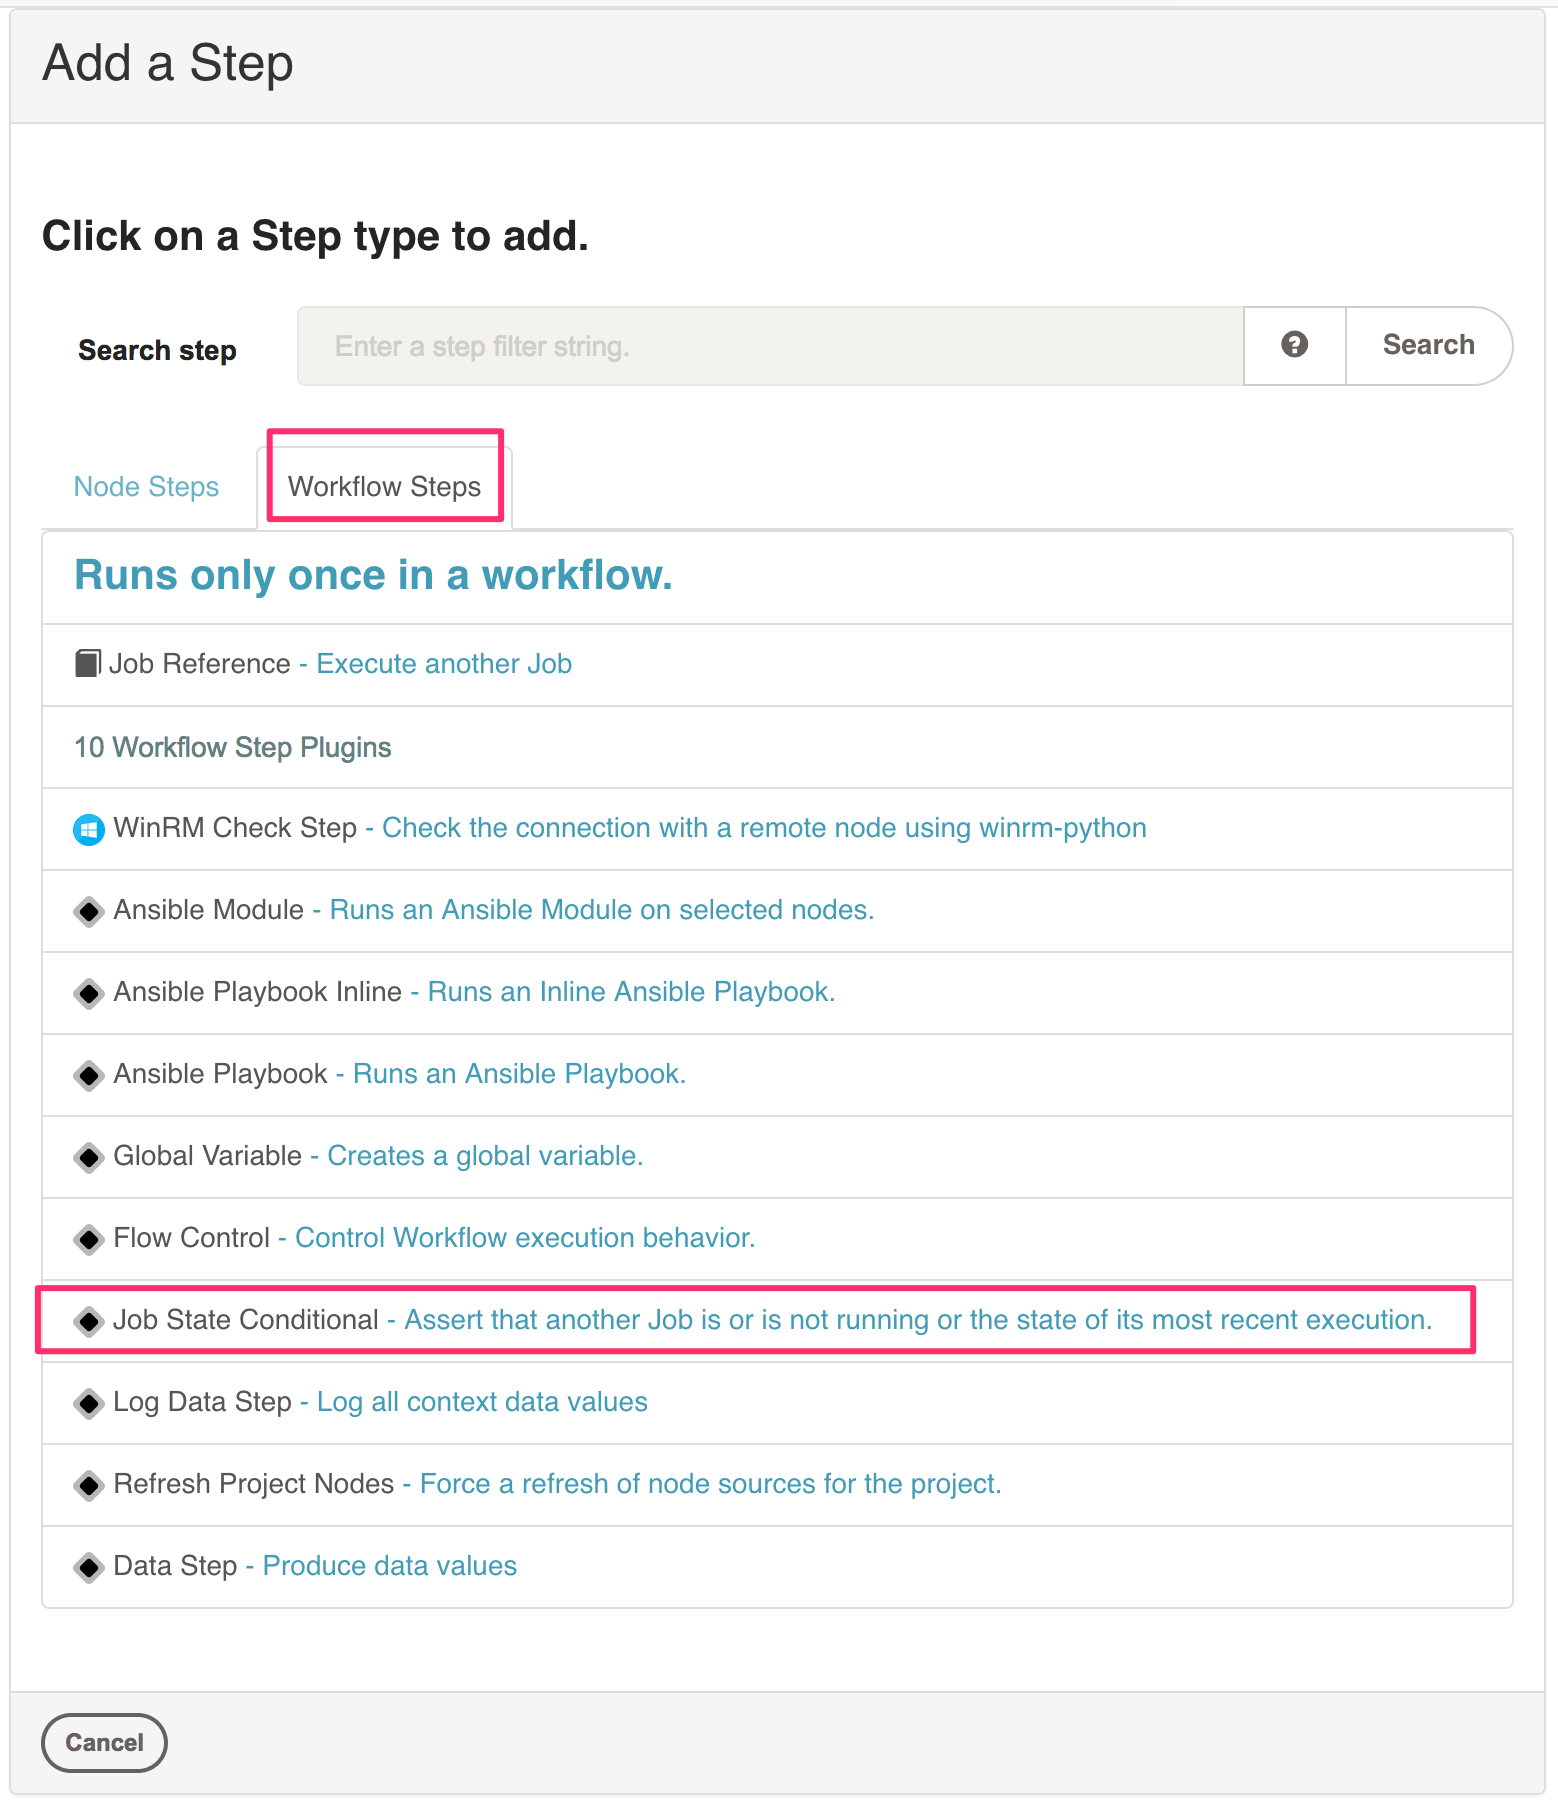 Add a Step
Click on a Step type to add.
Search step
Enter a step filter string.
?
Search
Node Steps
Workflow Steps
Runs only once in a workflow.
Job Reference - Execute another Job
10 Workflow Step Plugins
WinRM Check Step - Check the connection with a remote node using winrm-python
Ansible Module - Runs an Ansible Module on selected nodes.
Ansible Playbook Inline - Runs an Inline Ansible Playbook.
Ansible Playbook - Runs an Ansible Playbook.
Global Variable - Creates a global variable.
Flow Control - Control Workflow execution behavior.
Job State Conditional - Assert that another Job is or is not running or the state of its most recent execution.
Log Data Step - Log all context data values
Refresh Project Nodes - Force a refresh of node sources for the project.
Data Step - Produce data values
Cancel